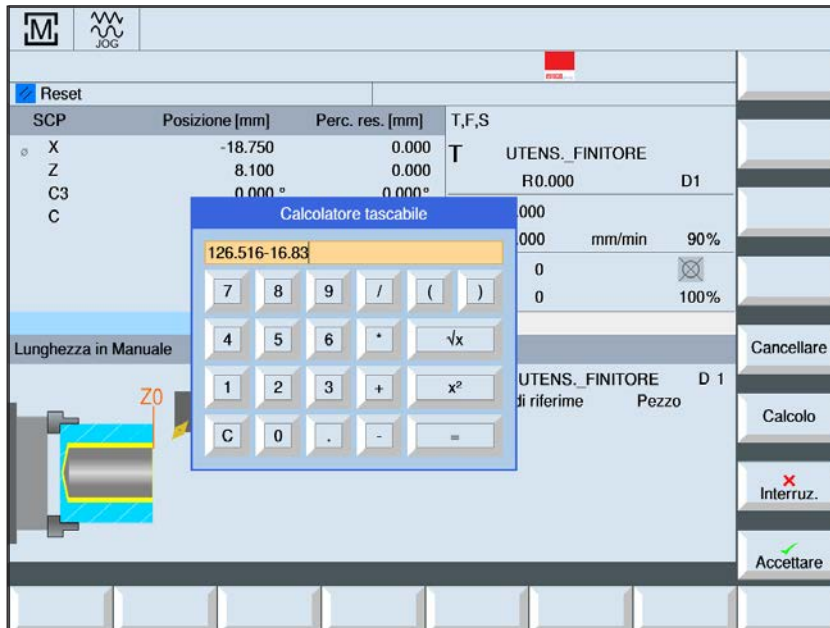 M
JOG
Reset
SCP Posizione [mm] Perc. res. [mm] T,F,S
X -18.750 0.000
T UTENS._FINITORE
Z 8.100 0.000
R0.000 D1
C3 0.000 ° 0.000°
C
.000
.000 mm/min 90%
0
0 100%
Calcolatore tascabile
126.516-16.83
7 8 9 / ( )
4 5 6 * √x
1 2 3 + x²
C 0 . - =
Lunghezza in Manuale
Z0
UTENS._FINITORE D 1
di riferime Pezzo
Cancellare
Calcolo
Interruz.
Accettare